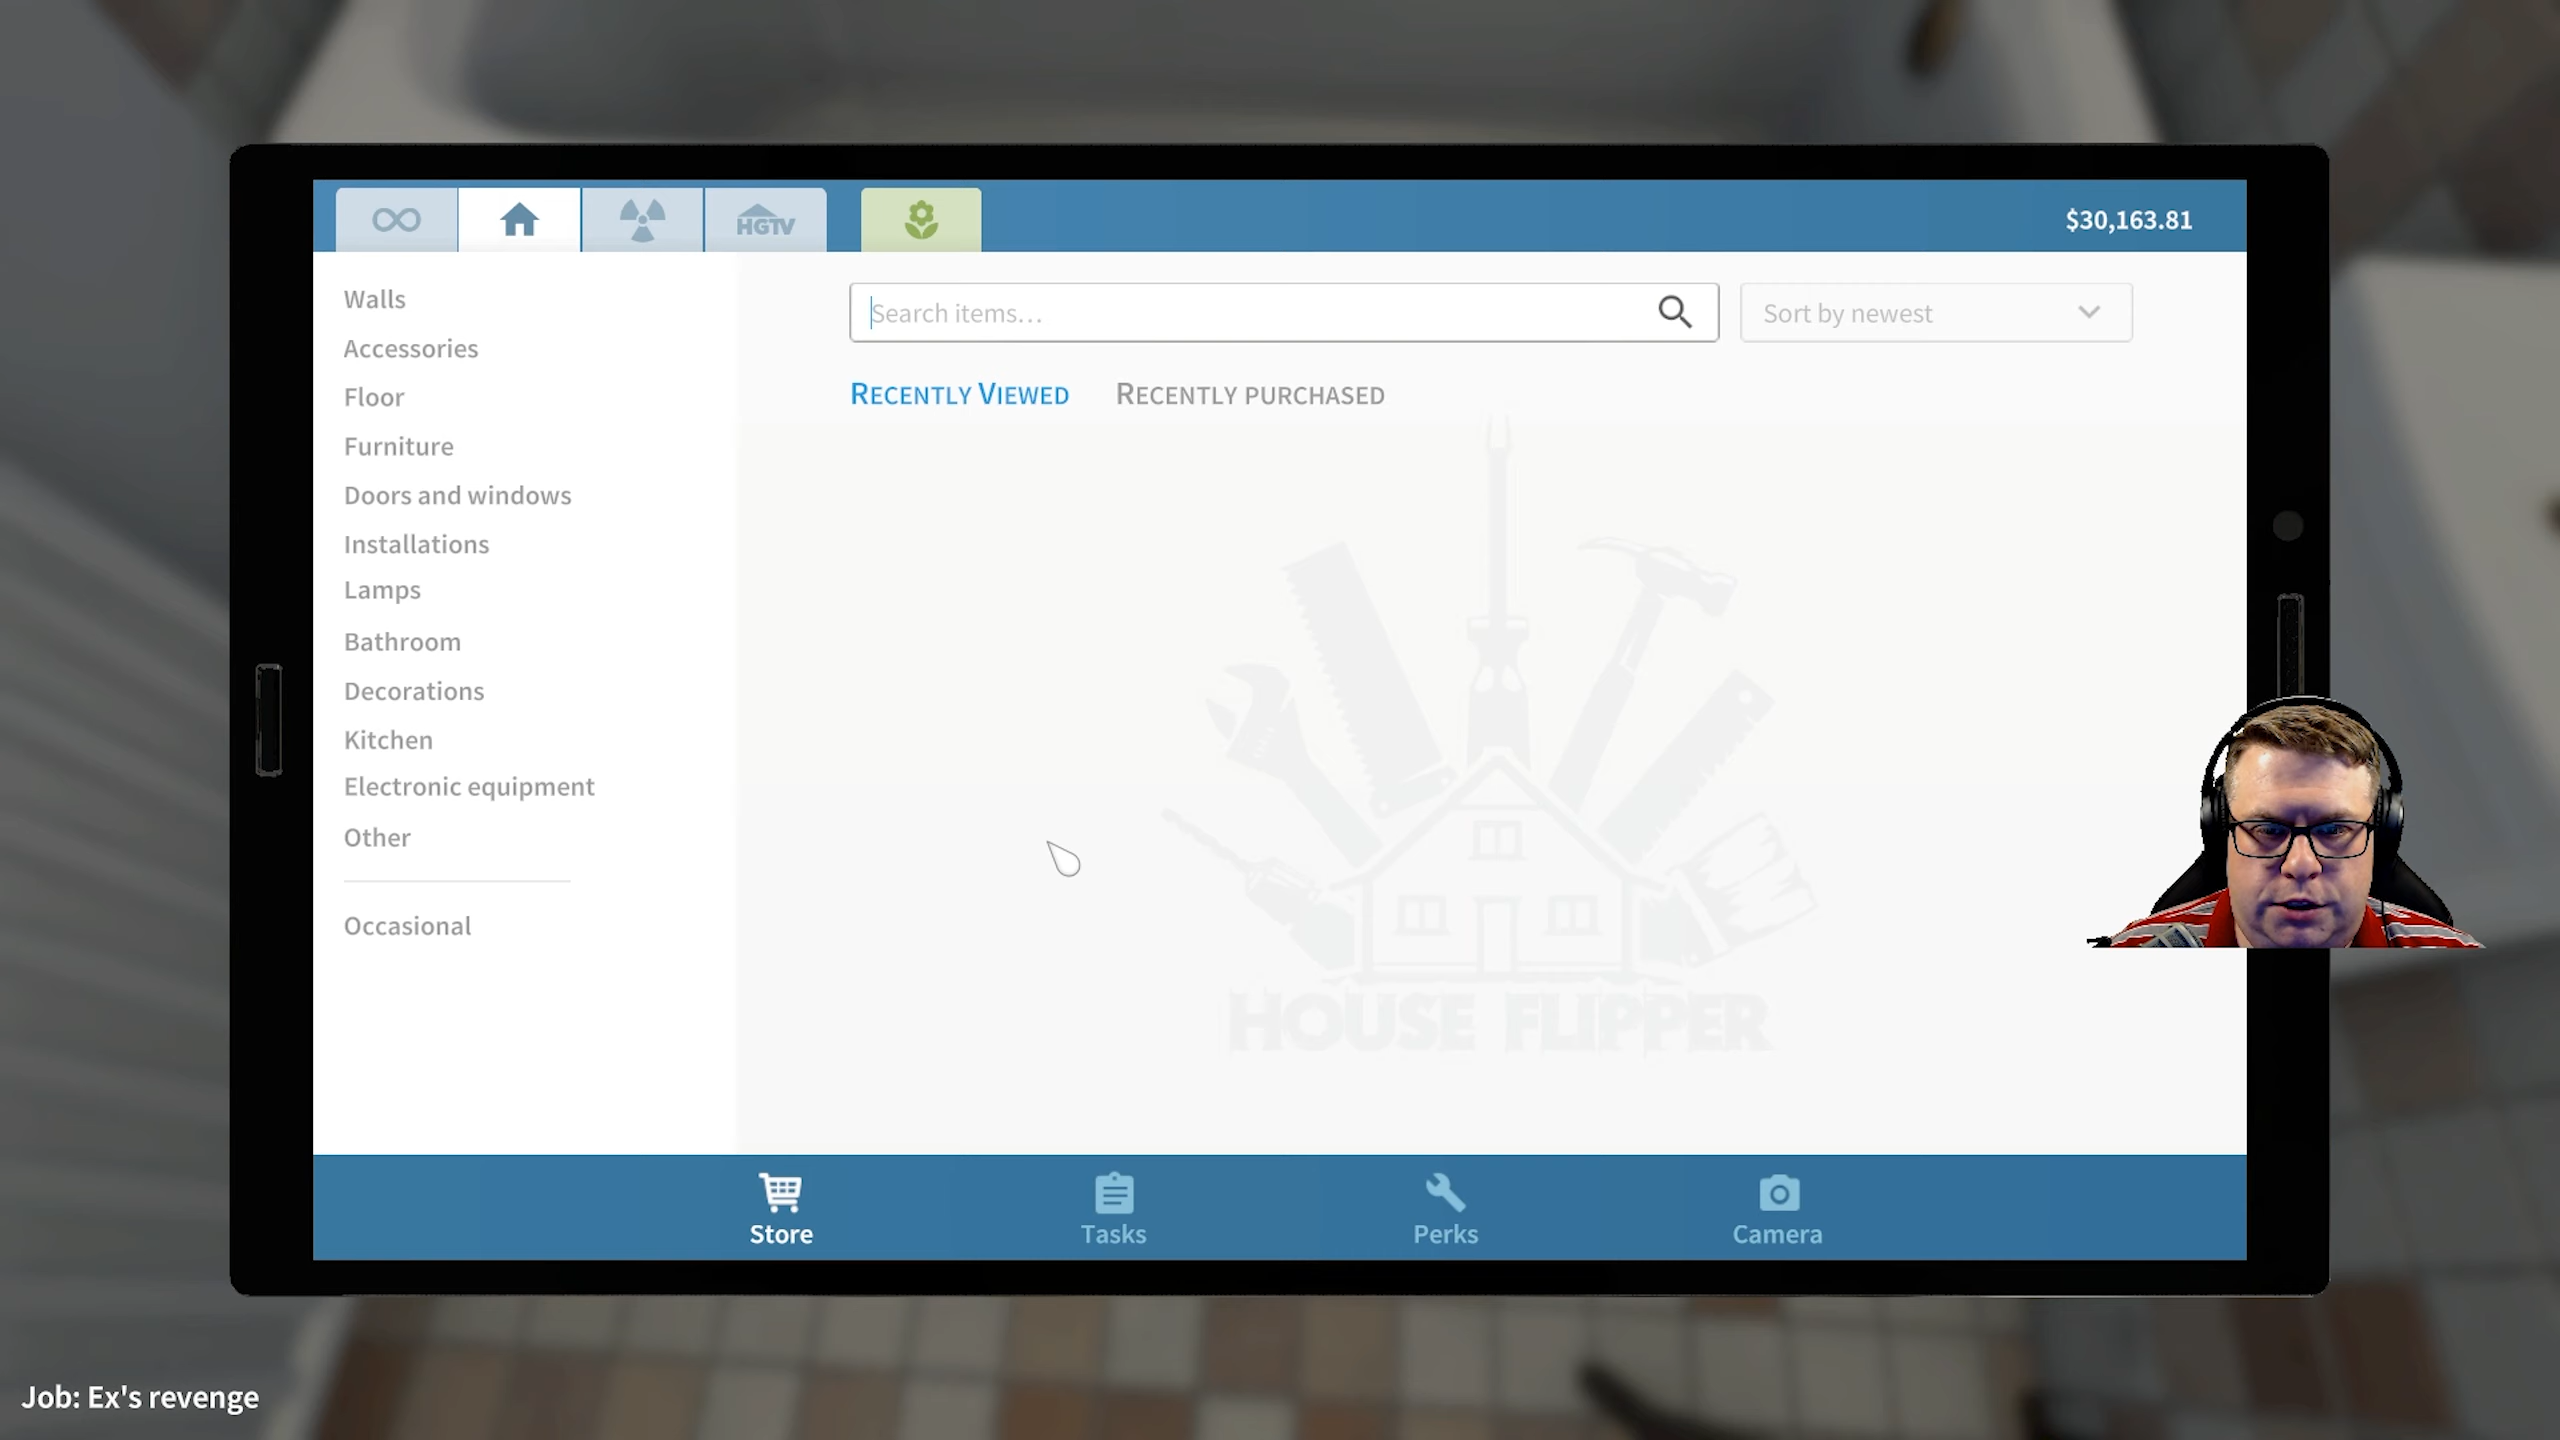 HGTV
$30,163.81
Walls
Accessories
Floor
Furniture
Doors and windows
Installations
Lamps
Bathroom
Decorations
Kitchen
Electronic equipment
Other
Occasional
Search items...
Sort by newest
RECENTLY VIEWED
RECENTLY PURCHASED
HOUSE FLIPPER
Store
Tasks
Perks
Camera
Job: Ex's revenge